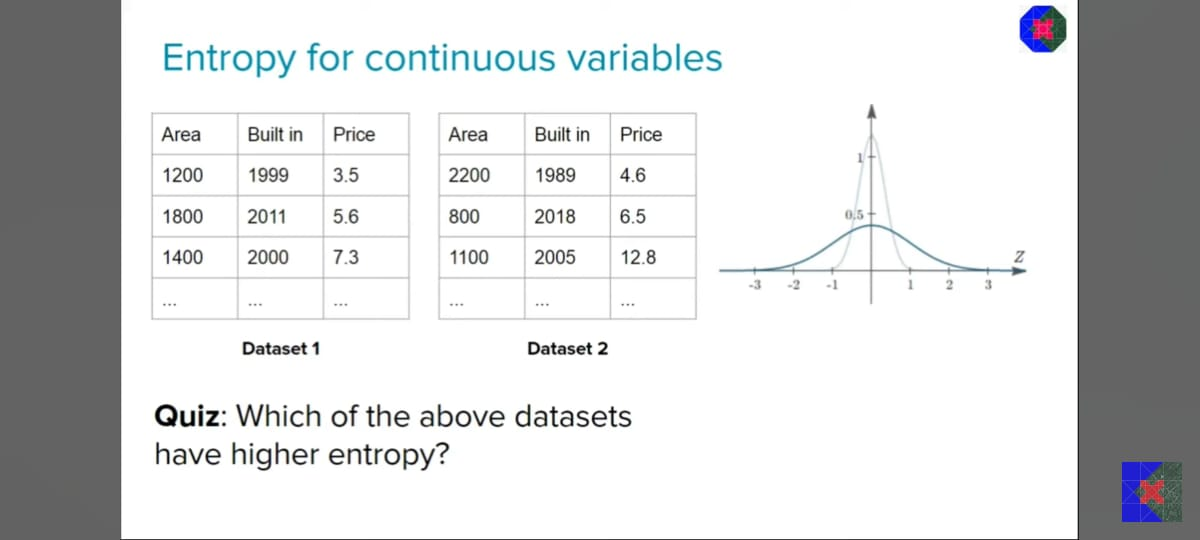 Entropy for continuous variables
Area Built in Price
1200 1999 3.5
1800 2011 5.6
1400 2000 7.3
... ... ...
Dataset 1
Area Built in Price
2200 1989 4.6
800 2018 6.5
1100 2005 12.8
... ... ...
Dataset 2
1
0,5
Z
-3 -2 -1 1 2 3
Quiz: Which of the above datasets
have higher entropy?